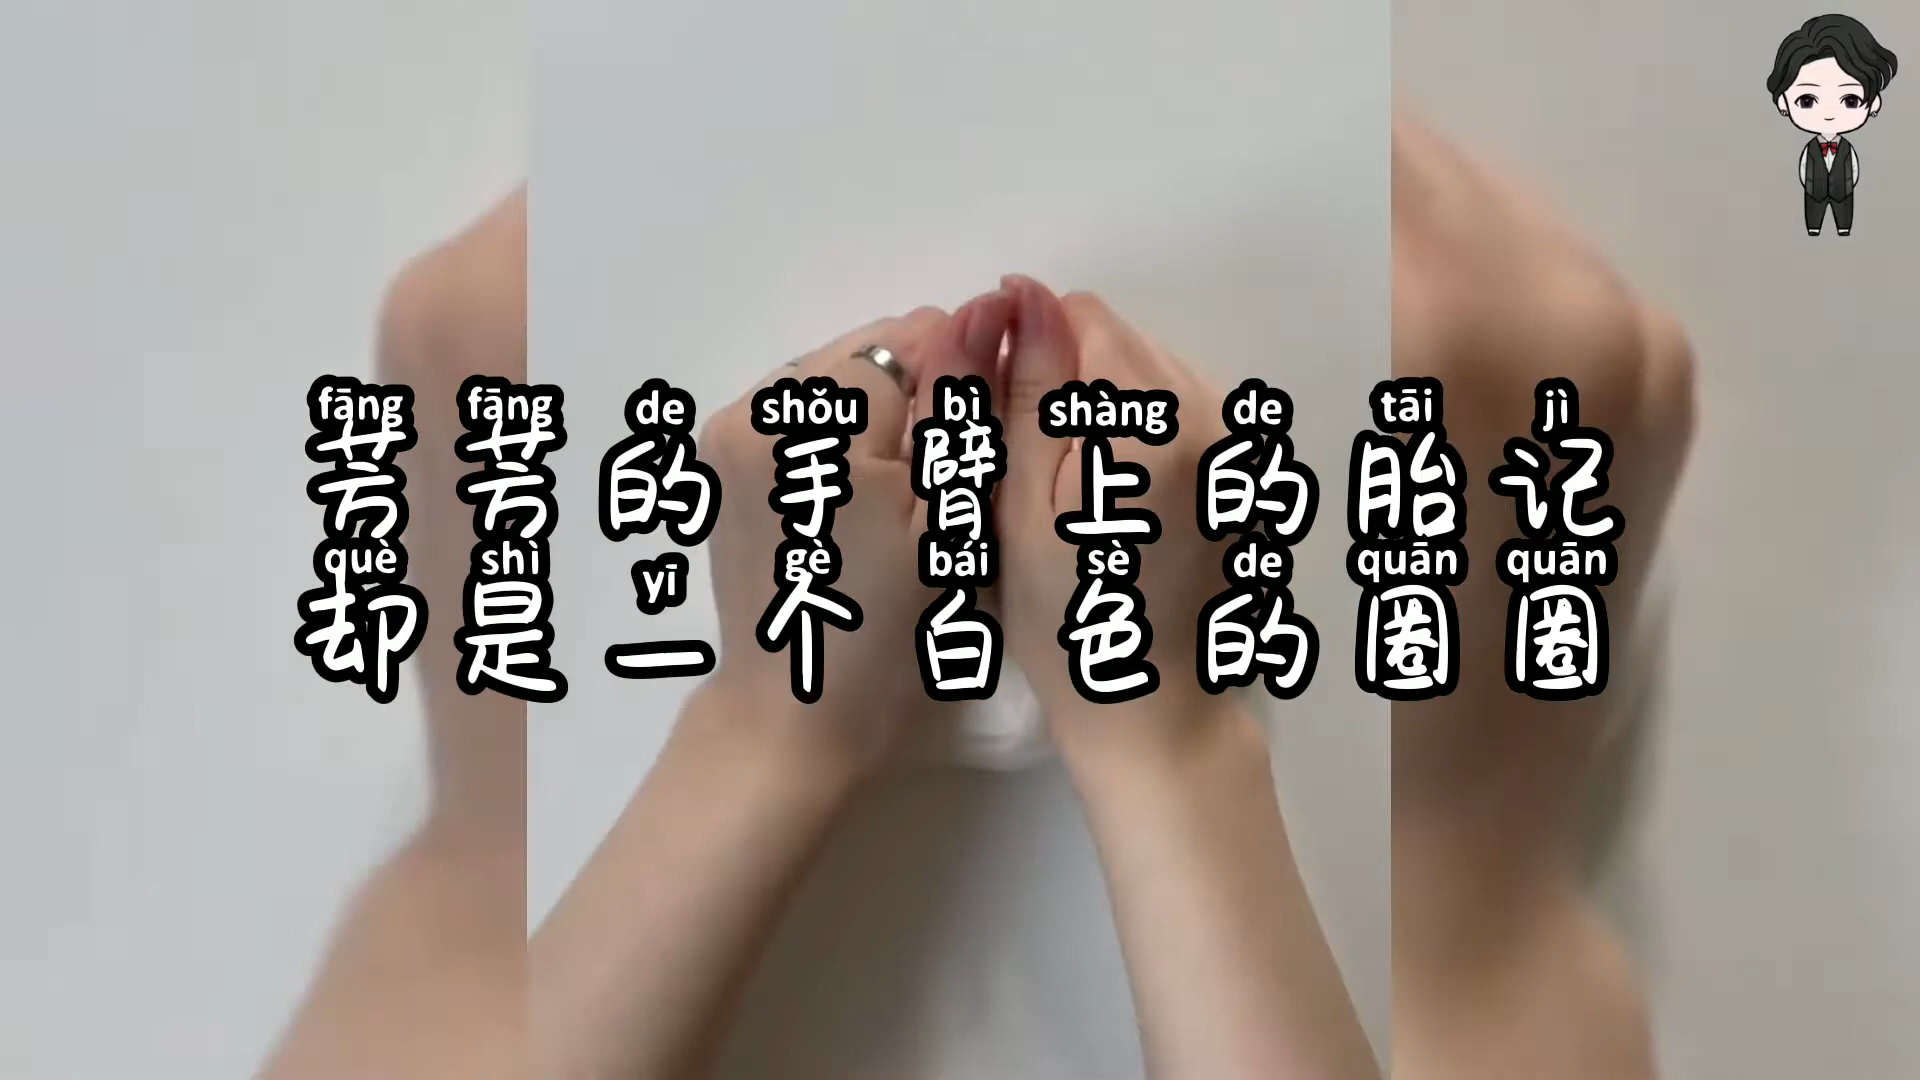 fāng fāng de shǒu bì shàng de tāi jì
芳芳的手臂上的胎记
què shì yī gè bái sè de quān quān
却是一个白色的圈圈